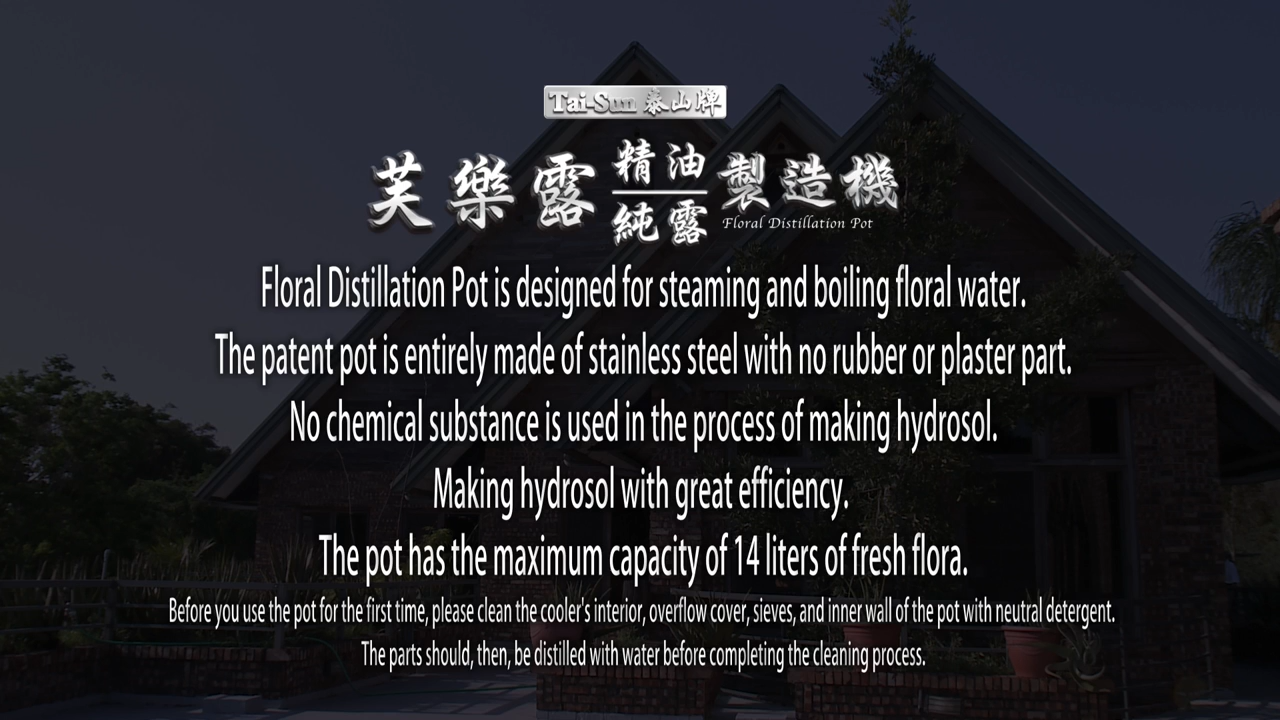 Tai-Sun 泰山牌
芙樂露 精油 純露 製造機
Floral Distillation Pot
Floral Distillation Pot is designed for steaming and boiling floral water.
The patent pot is entirely made of stainless steel with no rubber or plaster part.
No chemical substance is used in the process of making hydrosol.
Making hydrosol with great efficiency.
The pot has the maximum capacity of 14 liters of fresh flora.
Before you use the pot for the first time, please clean the cooler's interior, overflow cover, sieves, and inner wall of the pot with neutral detergent.
The parts should, then, be distilled with water before completing the cleaning process.